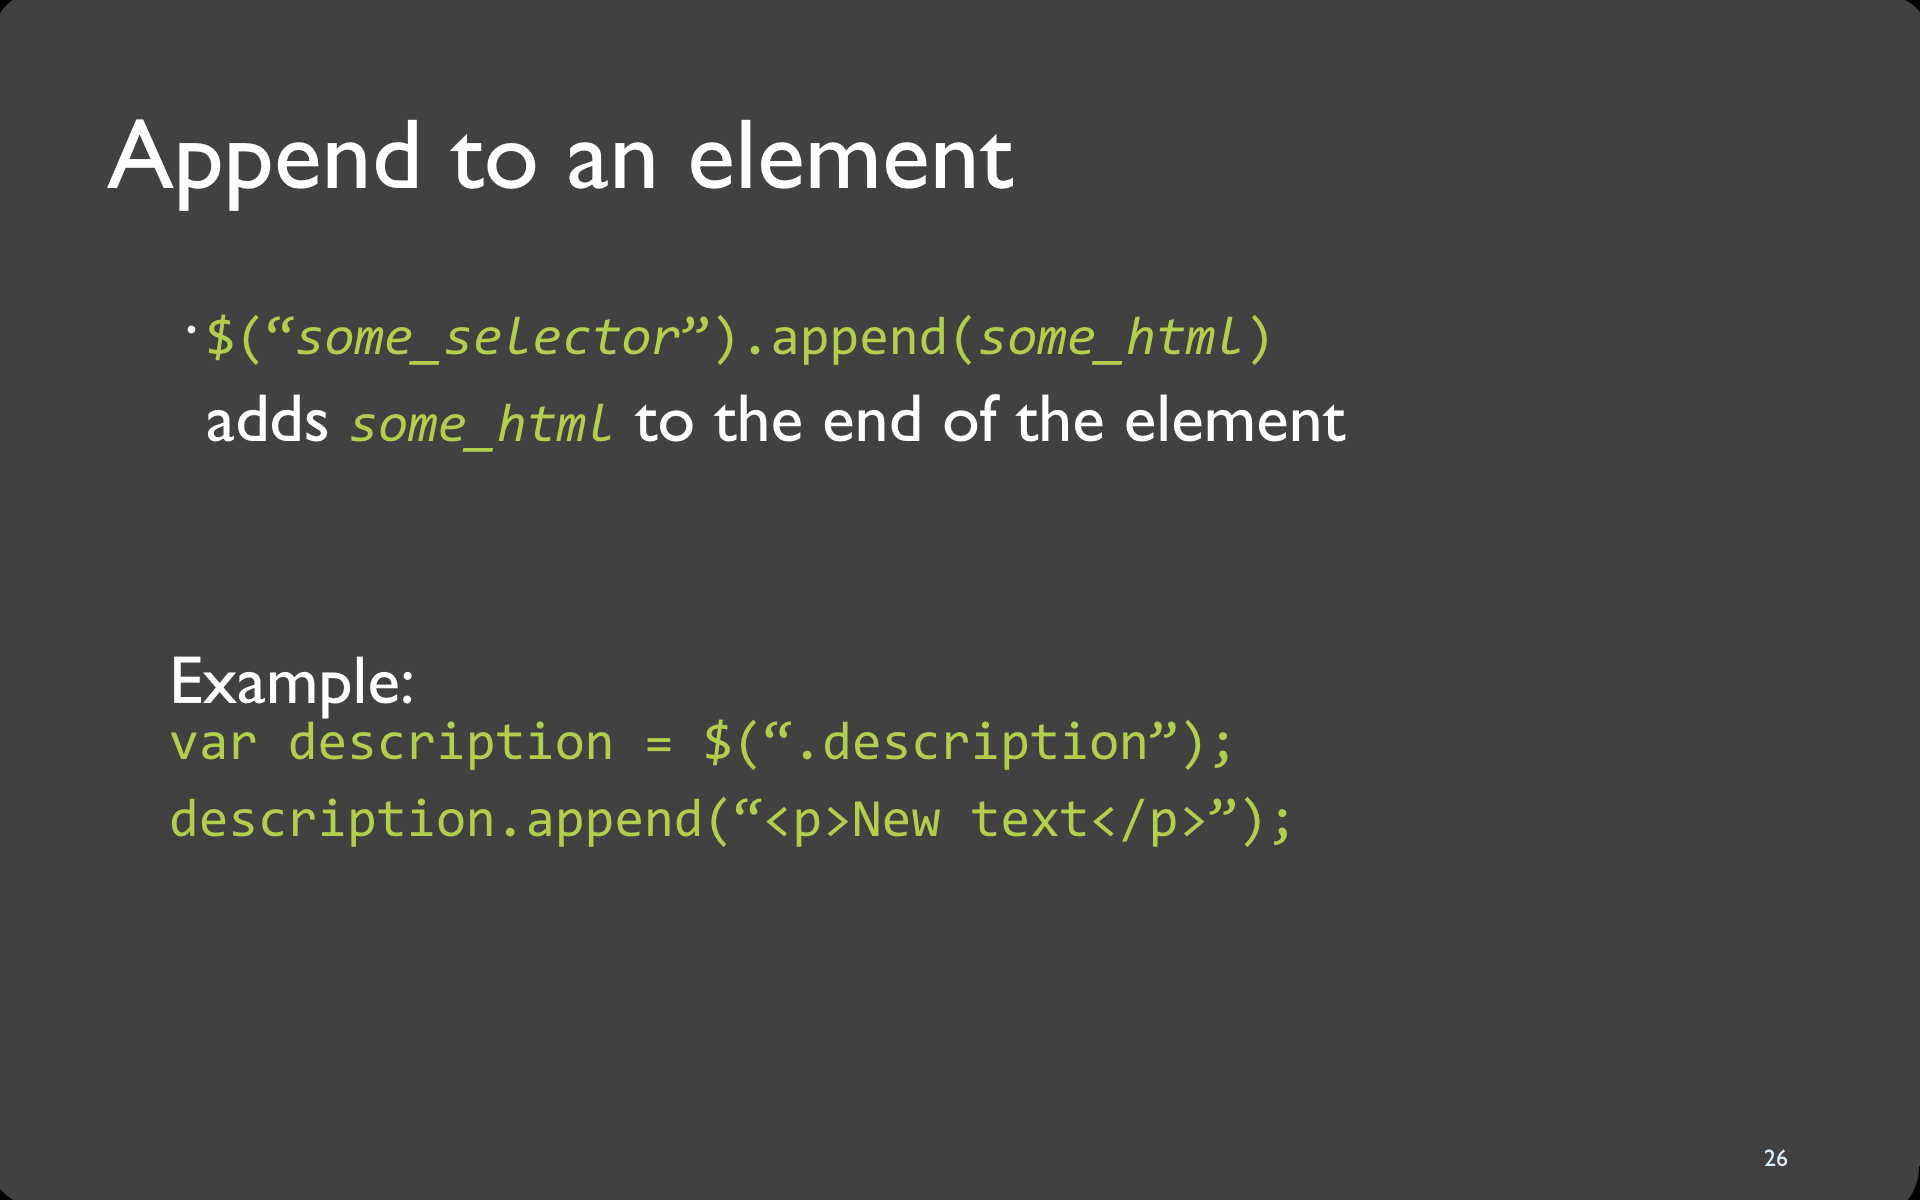 Append to an element
• $(“some_selector”).append(some_html)
adds some_html to the end of the element
Example:
var description = $(“.description”);
description.append(“<p>New text</p>”);
26